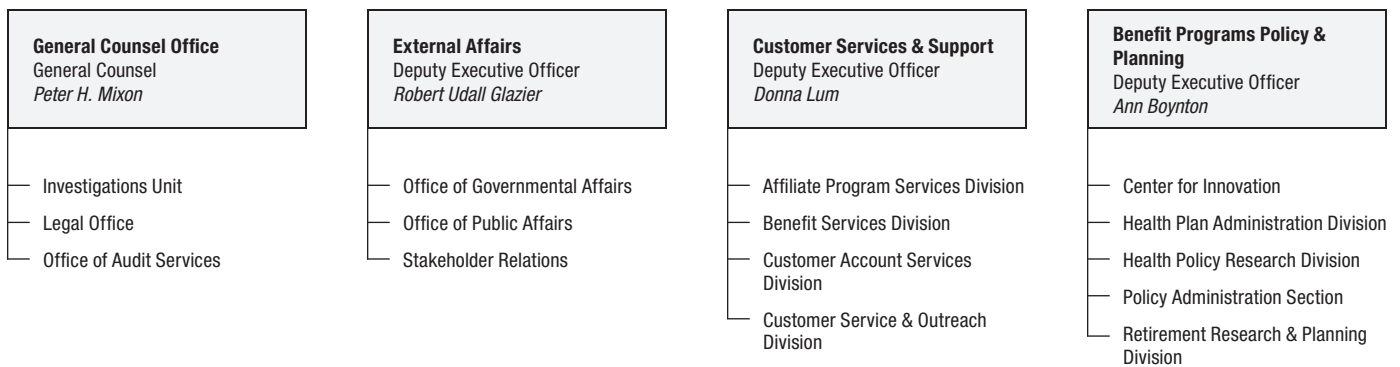 General Counsel Office
General Counsel
Peter H. Mixon
Investigations Unit
Legal Office
Office of Audit Services
External Affairs
Deputy Executive Officer
Robert Udall Glazier
Office of Governmental Affairs
Office of Public Affairs
Stakeholder Relations
Customer Services & Support
Deputy Executive Officer
Donna Lum
Affiliate Program Services Division
Benefit Services Division
Customer Account Services
Division
Customer Service & Outreach
Division
Benefit Programs Policy &
Planning
Deputy Executive Officer
Ann Boynton
Center for Innovation
Health Plan Administration Division
Health Policy Research Division
Policy Administration Section
Retirement Research & Planning
Division